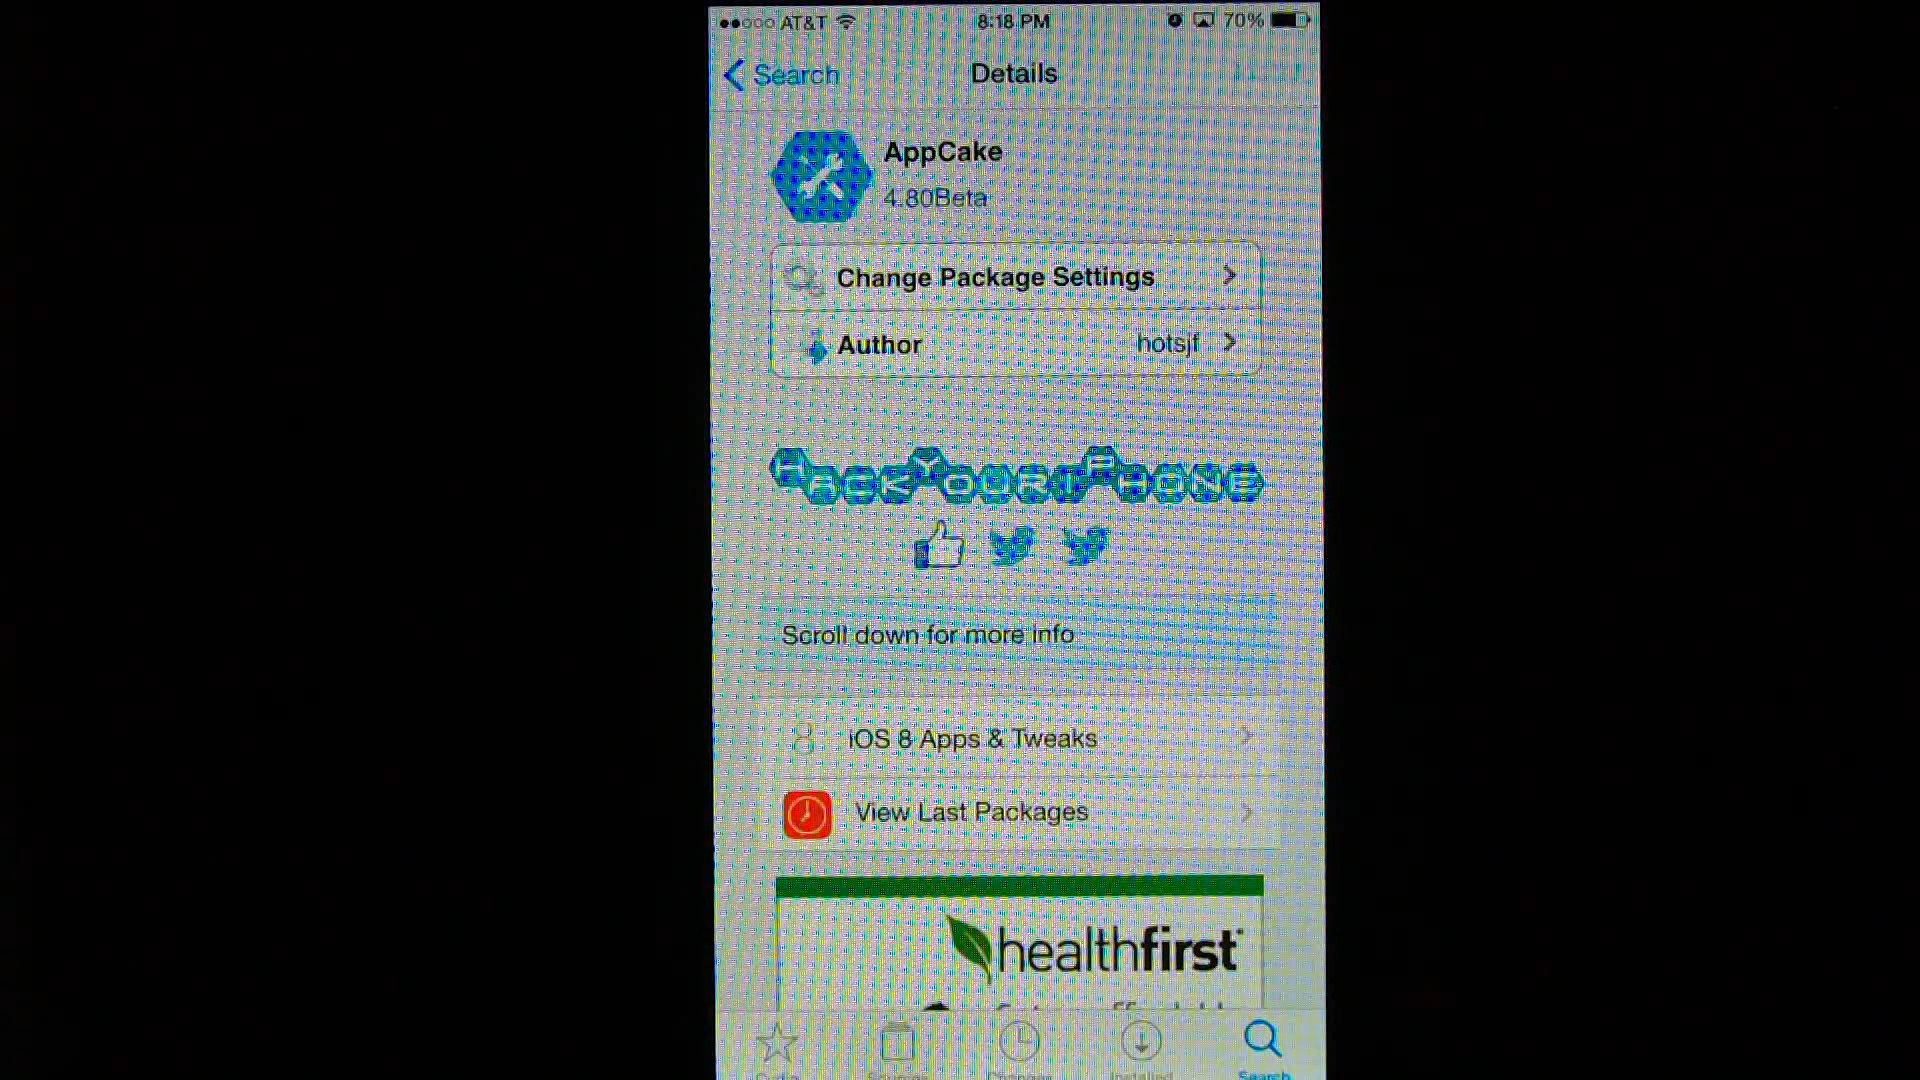 AT&T 8:18 PM 70%
Search Details
AppCake
4.80Beta
Change Package Settings
Author hotsjf
HACKYOURIPHONE
Scroll down for more info
iOS 8 Apps & Tweaks
View Last Packages
healthfirst
Search